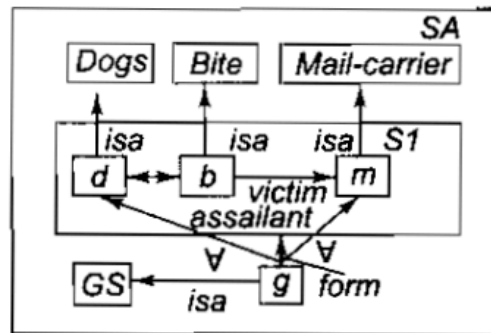 SA
Dogs Bite Mail-carrier
isa isa isa S1
d b m
victim
assailant
∀ ∀
GS isa g form